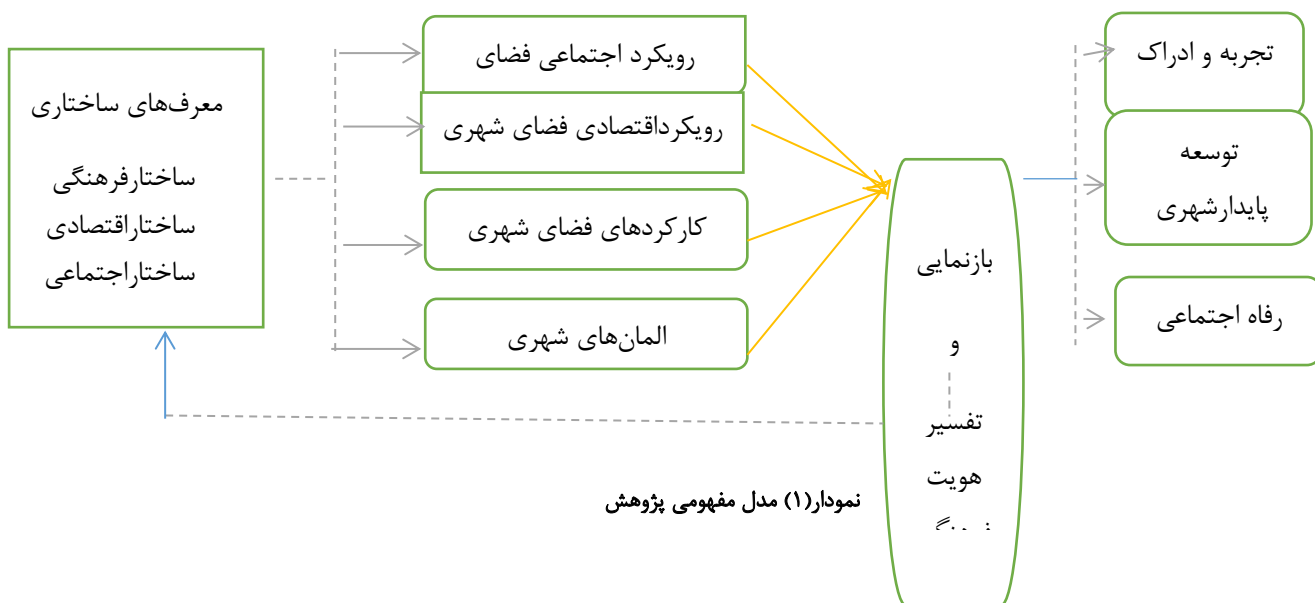 معرف‌های ساختاری
ساختارفرهنگی
ساختاراقتصادی
ساختاراجتماعی
رویکرد اجتماعی فضای
رویکرداقتصادی فضای شهری
کارکردهای فضای شهری
المان‌های شهری
بازنمایی
و
تفسیر
هویت
تجربه و ادراک
توسعه
پایدارشهری
رفاه اجتماعی
نمودار(۱) مدل مفهومی پژوهش